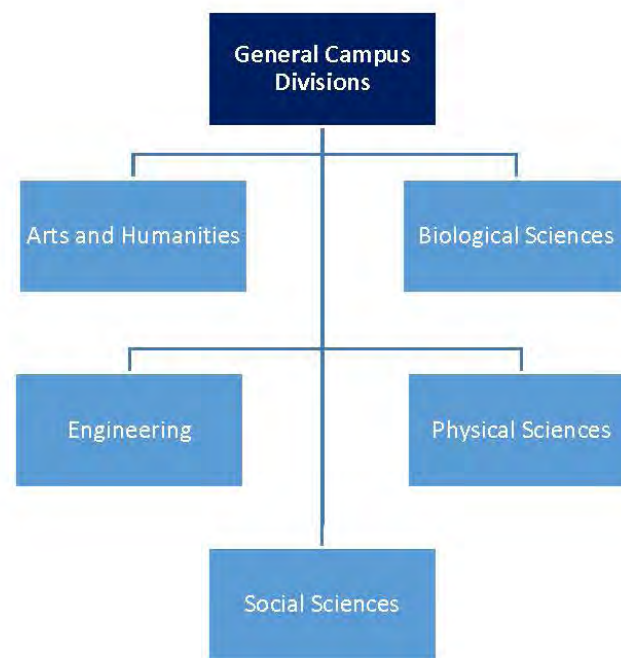 General Campus
Divisions
Arts and Humanities
Biological Sciences
Engineering
Physical Sciences
Social Sciences